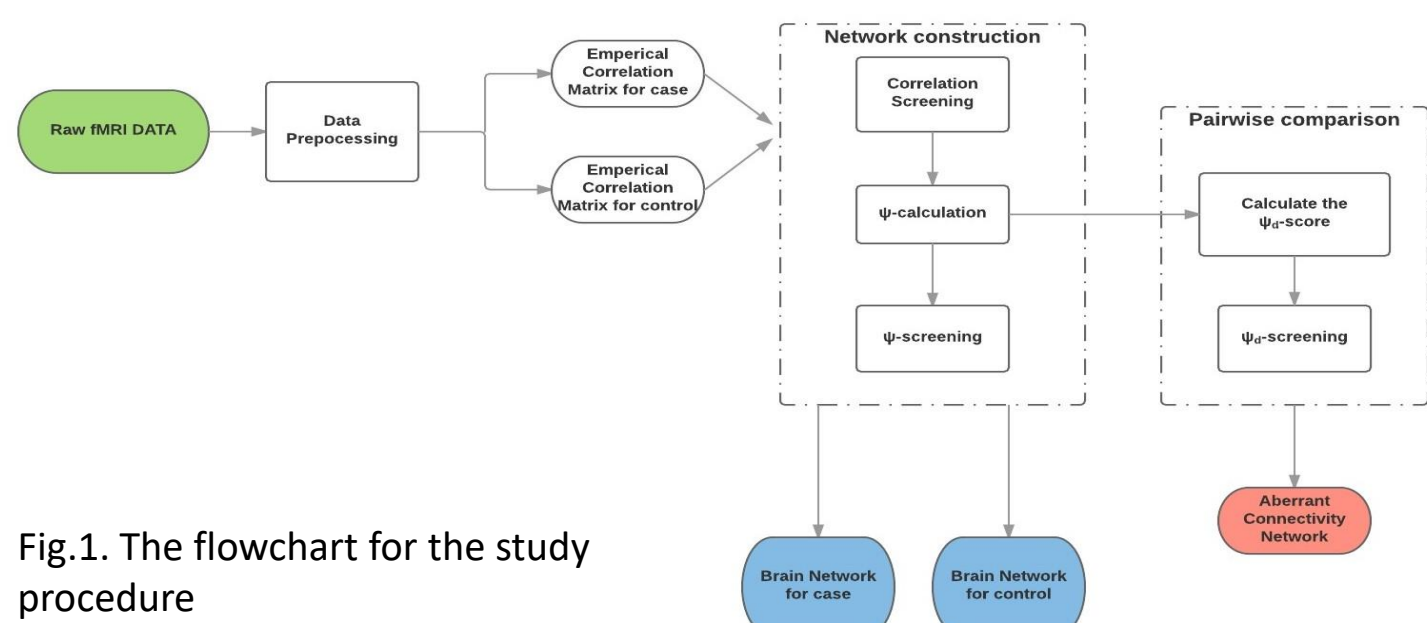 Raw fMRI DATA
Data
Prepocessing
Emperical
Correlation
Matrix for case
Emperical
Correlation
Matrix for control
Network construction
Correlation
Screening
ψ-calculation
ψ-screening
Pairwise comparison
Calculate the
ψd-score
ψd-screening
Aberrant
Connectivity
Network
Brain Network
for case
Brain Network
for control
Fig.1. The flowchart for the study
procedure